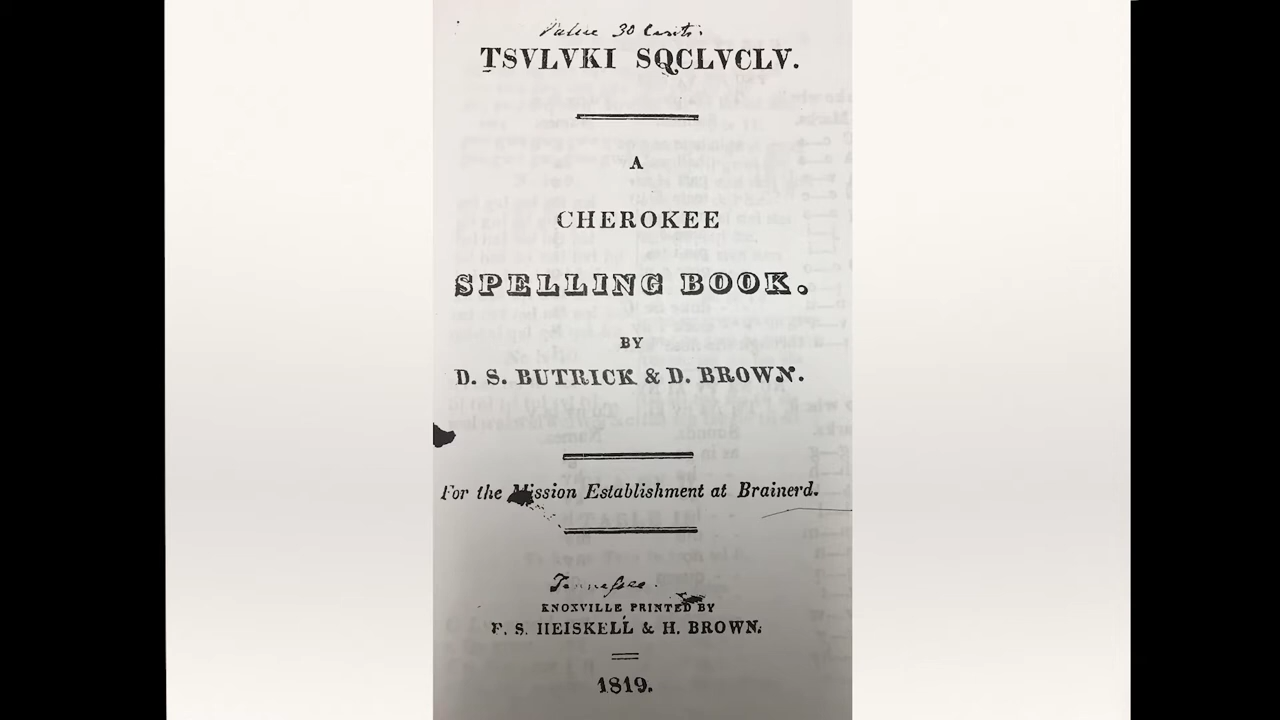 Value 30 Cents.
TSVLVKI SQCLVCLV.
A
CHEROKEE
SPELLING BOOK.
BY
D. S. BUTRICK & D. BROWN.
For the Mission Establishment at Brainerd.
Tennessee.
KNOXVILLE PRINTED BY
F. S. HEISKELL & H. BROWN.
1819.